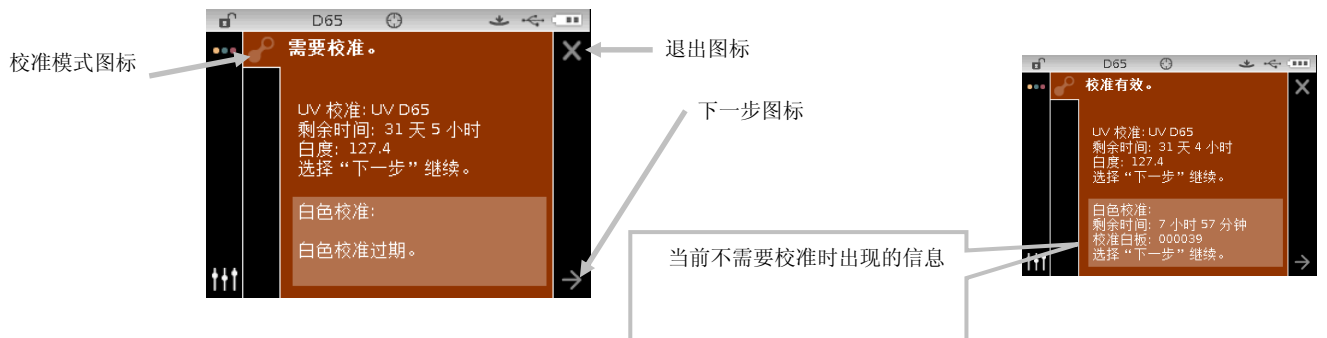 D65
校准模式图标
需要校准。
退出图标
UV 校准: UV D65
剩余时间: 31 天 5 小时
白度: 127.4
选择“下一步”继续。
白色校准:
白色校准过期。
下一步图标
当前不需要校准时出现的信息
D65
校准有效。
UV 校准: UV D65
剩余时间: 31 天 4 小时
白度: 127.4
选择“下一步”继续。
白色校准:
剩余时间: 7 小时 57 分钟
校准白板: 000039
选择“下一步”继续。